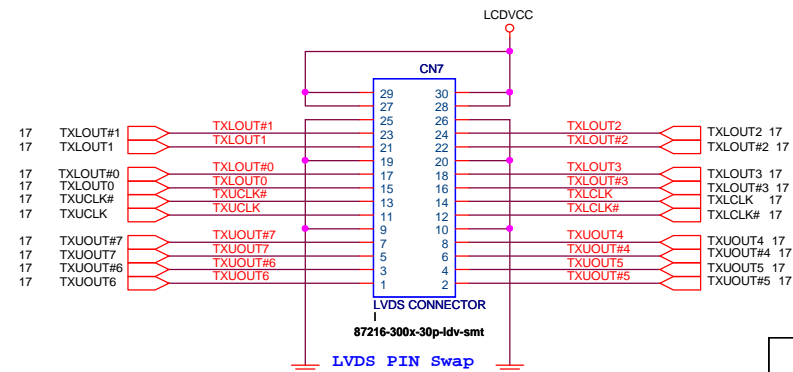 LCDVCC
CN7
29 30
27 28
25 26
17 TXLOUT#1 TXLOUT#1 23 24 TXLOUT2 TXLOUT2 17
17 TXLOUT1 TXLOUT1 21 22 TXLOUT#2 TXLOUT#2 17
19 20
17 TXLOUT#0 TXLOUT#0 17 18 TXLOUT3 TXLOUT3 17
17 TXLOUT0 TXLOUT0 15 16 TXLOUT#3 TXLOUT#3 17
17 TXUCLK# TXUCLK# 13 14 TXLCLK TXLCLK 17
17 TXUCLK TXUCLK 11 12 TXLCLK# TXLCLK# 17
9 10
17 TXUOUT#7 TXUOUT#7 7 8 TXUOUT4 TXUOUT4 17
17 TXUOUT7 TXUOUT7 5 6 TXUOUT#4 TXUOUT#4 17
17 TXUOUT#6 TXUOUT#6 3 4 TXUOUT5 TXUOUT5 17
17 TXUOUT6 TXUOUT6 1 2 TXUOUT#5 TXUOUT#5 17
LVDS CONNECTOR
87216-300x-30p-ldv-smt
LVDS PIN Swap